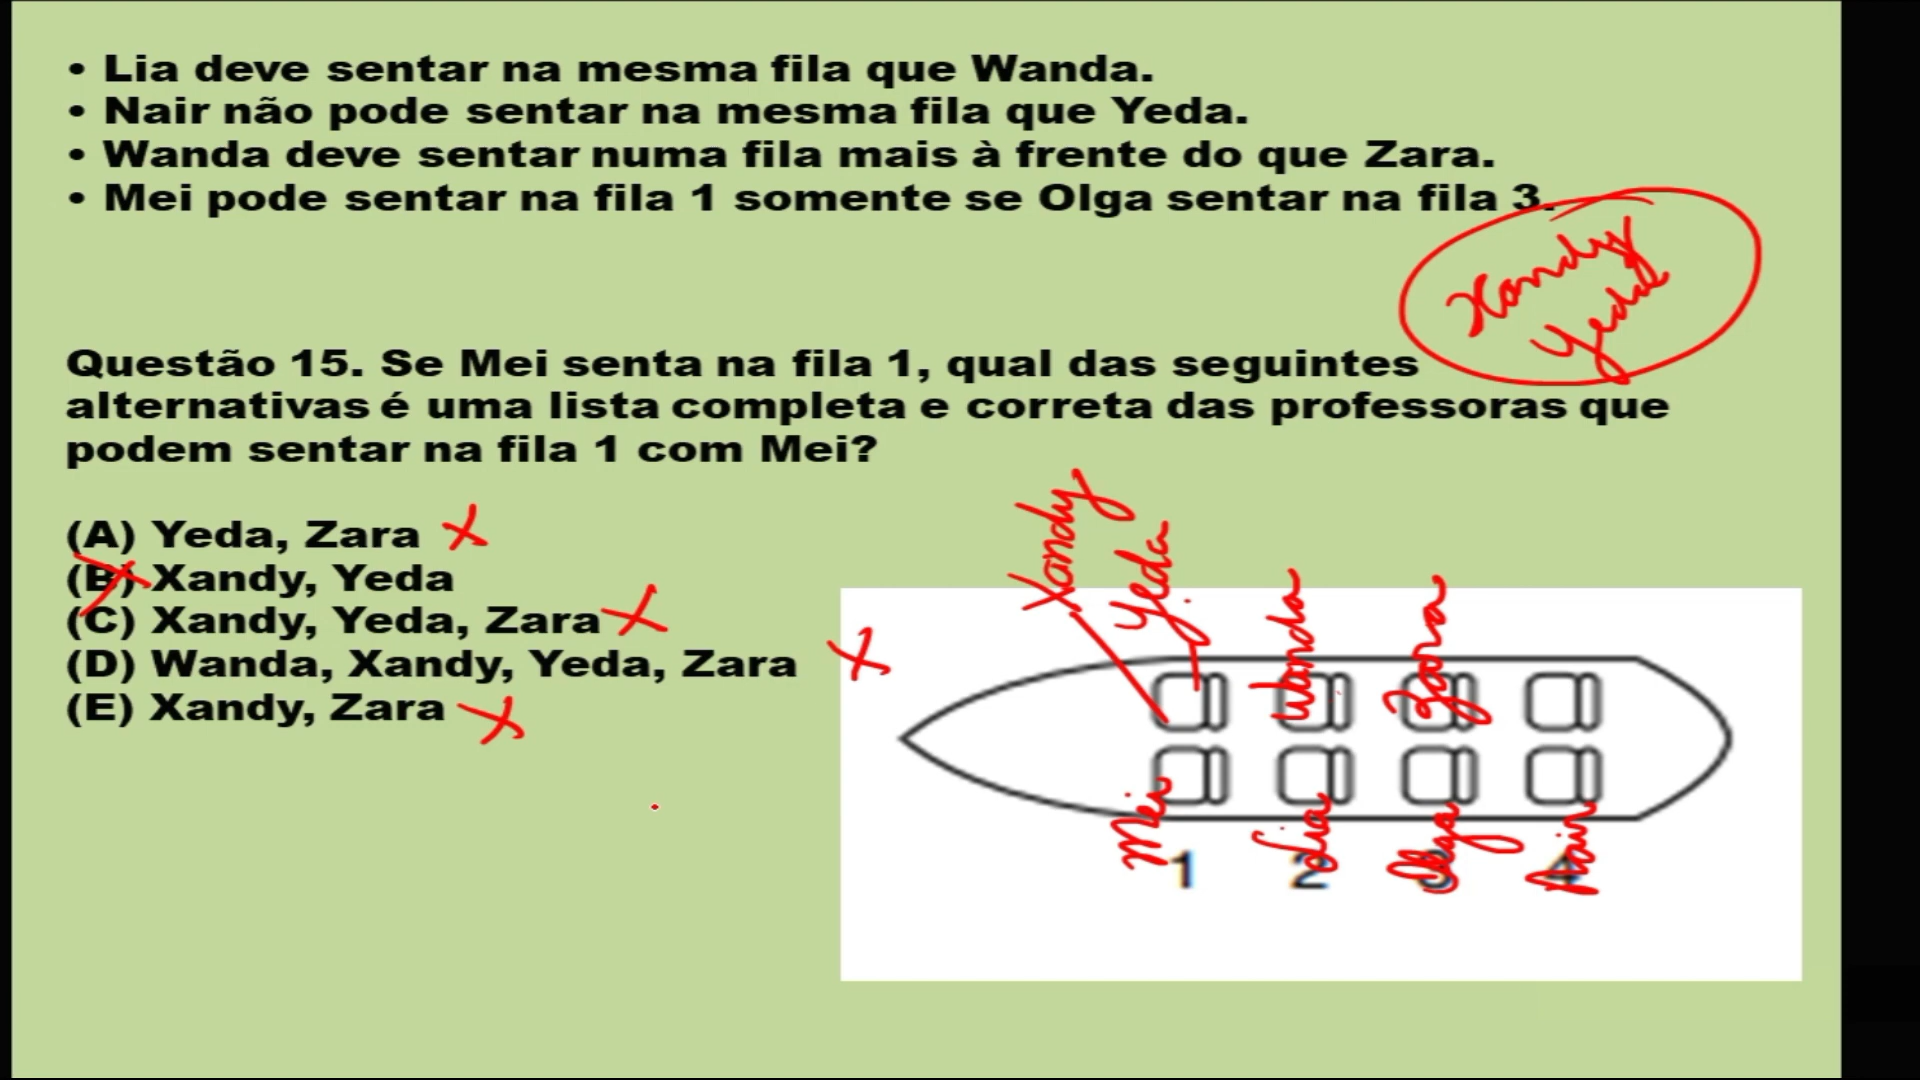 • Lia deve sentar na mesma fila que Wanda.
• Nair não pode sentar na mesma fila que Yeda.
• Wanda deve sentar numa fila mais à frente do que Zara.
• Mei pode sentar na fila 1 somente se Olga sentar na fila 3.
Xandy
Yeda
Questão 15. Se Mei senta na fila 1, qual das seguintes
alternativas é uma lista completa e correta das professoras que
podem sentar na fila 1 com Mei?
(A) Yeda, Zara
(B) Xandy, Yeda
(C) Xandy, Yeda, Zara
(D) Wanda, Xandy, Yeda, Zara
(E) Xandy, Zara
Xandy
Yeda
Wanda
Zara
Mei
Lia
Olga
Nair
1 2 3 4